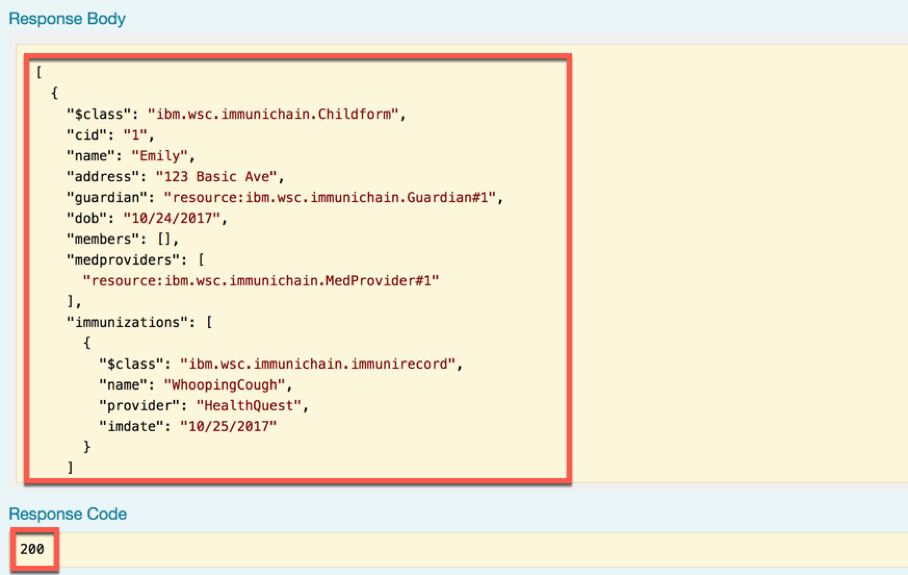 Response Body
[
{
"$class": "ibm.wsc.immunichain.Childform",
"cid": "1",
"name": "Emily",
"address": "123 Basic Ave",
"guardian": "resource:ibm.wsc.immunichain.Guardian#1",
"dob": "10/24/2017",
"members": [],
"medproviders": [
"resource:ibm.wsc.immunichain.MedProvider#1"
],
"immunizations": [
{
"$class": "ibm.wsc.immunichain.immunirecord",
"name": "WhoopingCough",
"provider": "HealthQuest",
"imdate": "10/25/2017"
}
]
Response Code
200